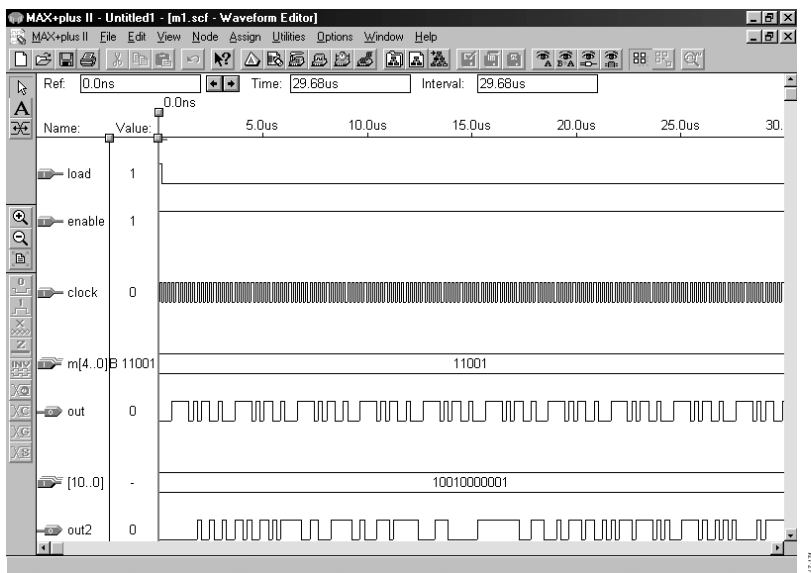 MAX+plus II - Untitled1 - [m1.scf - Waveform Editor]
MAX+plus II File Edit View Node Assign Utilities Options Window Help
Ref: 0.0ns Time: 29.68us Interval: 29.68us
0.0ns
Name: Value: 5.0us 10.0us 15.0us 20.0us 25.0us 30.
load 1
enable 1
clock 0
m[4..0] B 11001 11001
out 0
[10..0] - 10010000001
out2 0